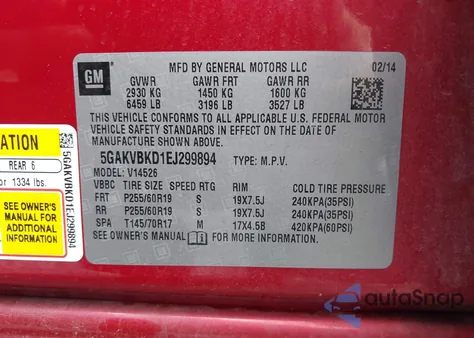 GM
MFD BY GENERAL MOTORS LLC 02/14
GVWR GAWR FRT GAWR RR
2930 KG 1450 KG 1600 KG
6459 LB 3196 LB 3527 LB
THIS VEHICLE CONFORMS TO ALL APPLICABLE U.S. FEDERAL MOTOR
VEHICLE SAFETY STANDARDS IN EFFECT ON THE DATE OF
MANUFACTURE SHOWN ABOVE.
5GAKVBKD1EJ299894 TYPE: M.P.V.
MODEL: V14526
VBBC TIRE SIZE SPEED RTG RIM COLD TIRE PRESSURE
FRT P255/60R19 S 19X7.5J 240KPA(35PSI)
RR P255/60R19 S 19X7.5J 240KPA(35PSI)
SPA T145/70R17 M 17X4.5B 420KPA(60PSI)
SEE OWNER'S MANUAL FOR MORE INFORMATION.
ATION
REAR 6
or 1334 lbs.
SEE OWNER'S
MANUAL FOR
ADDITIONAL
INFORMATION
5GAKVBKD1EJ299894
autoSnap